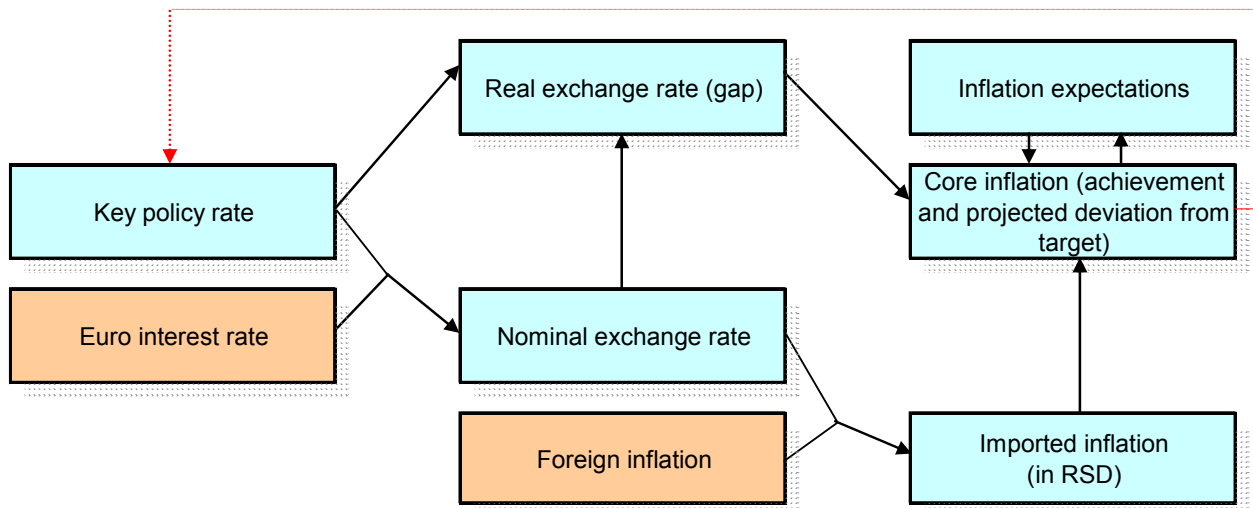 Real exchange rate (gap)
Inflation expectations
Key policy rate
Core inflation (achievement
and projected deviation from
target)
Euro interest rate
Nominal exchange rate
Foreign inflation
Imported inflation
(in RSD)